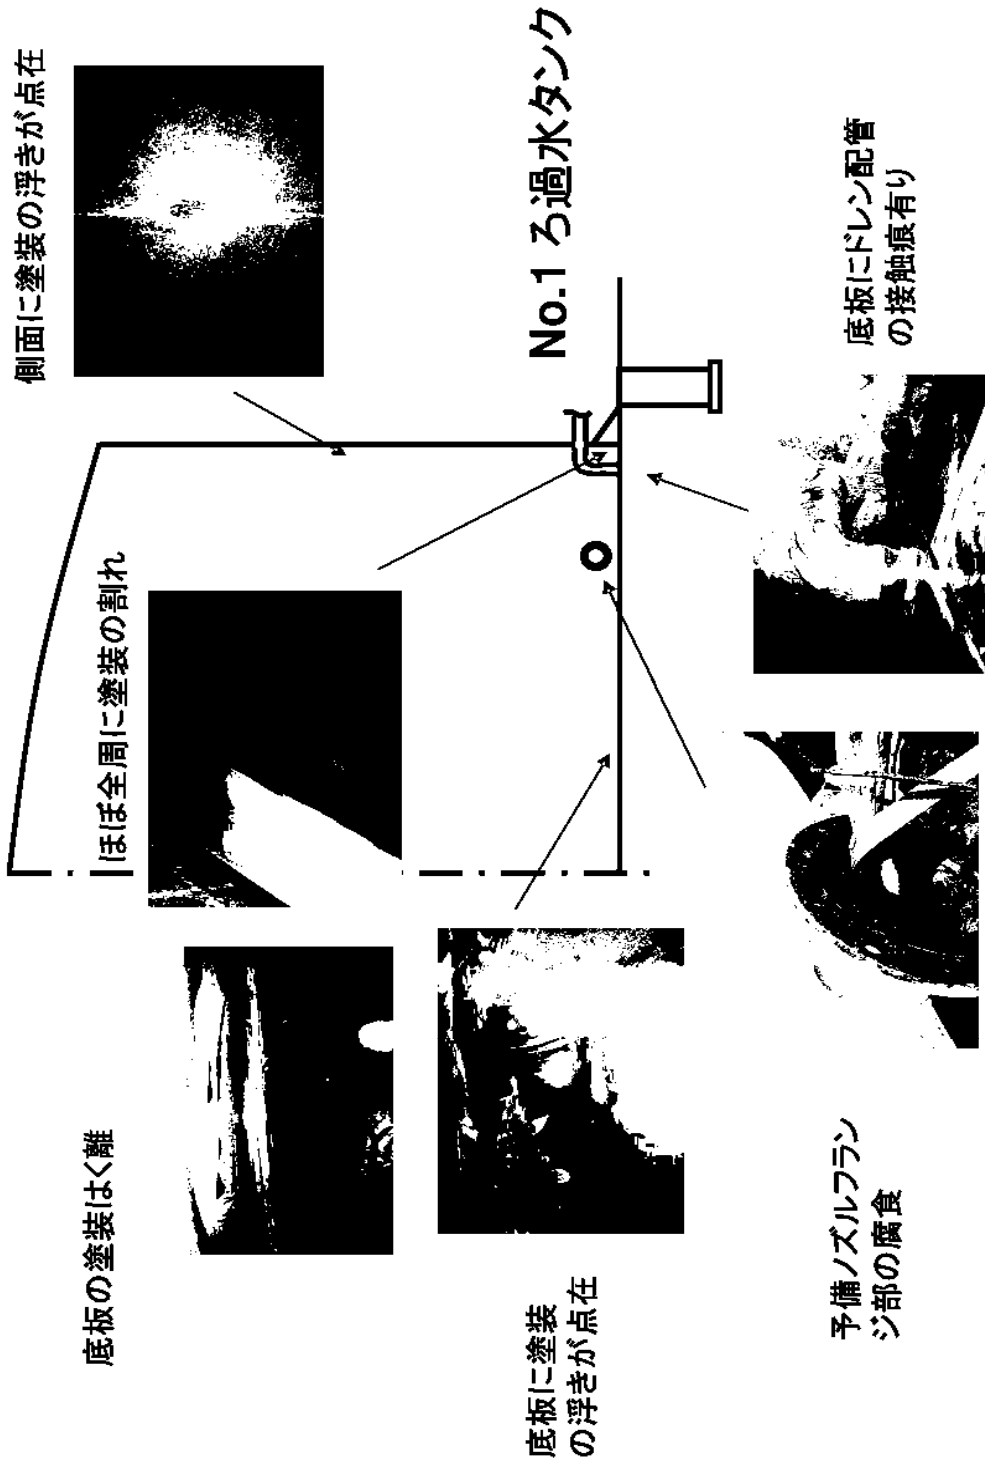 底板の塗装はく離
ほぼ全周に塗装の割れ
側面に塗装の浮きが点在
底板に塗装
の浮きが点在
No.1 ろ過水タンク
予備ノズルフラン
ジ部の腐食
底板にドレン配管
の接触痕有り